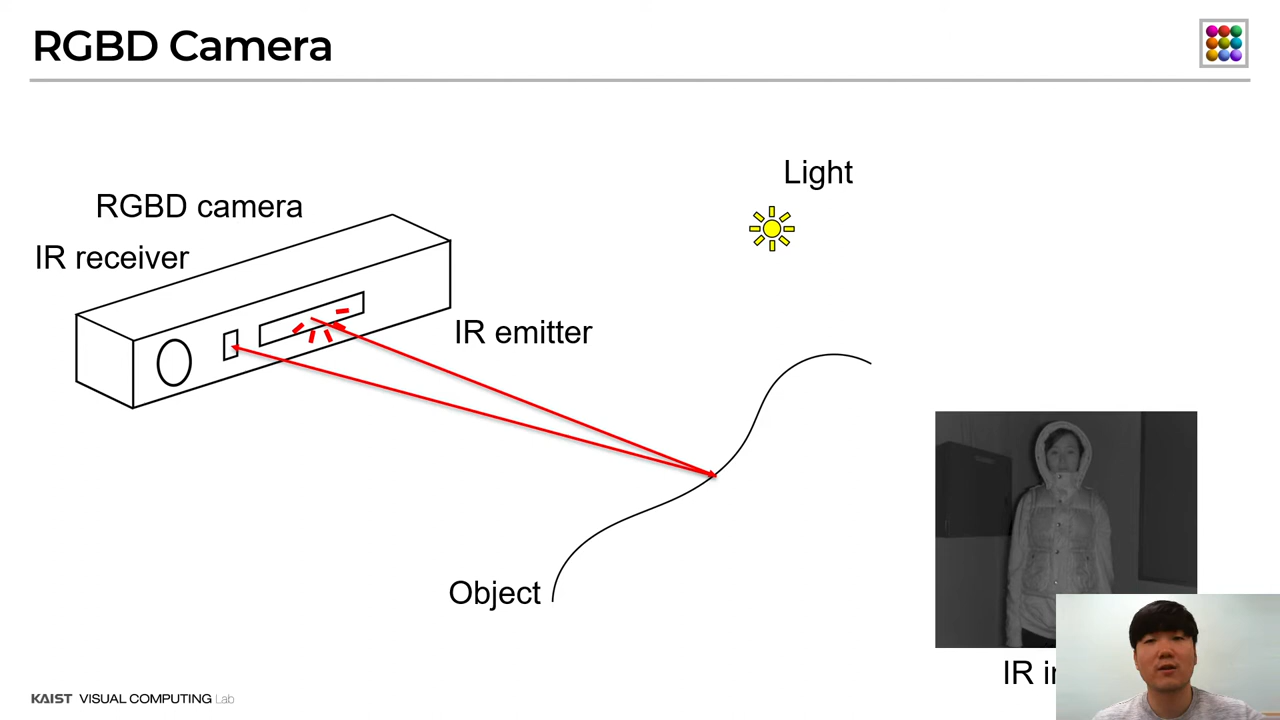 RGBD Camera
Light
RGBD camera
IR receiver
IR emitter
Object
IR
KAIST VISUAL COMPUTING Lab